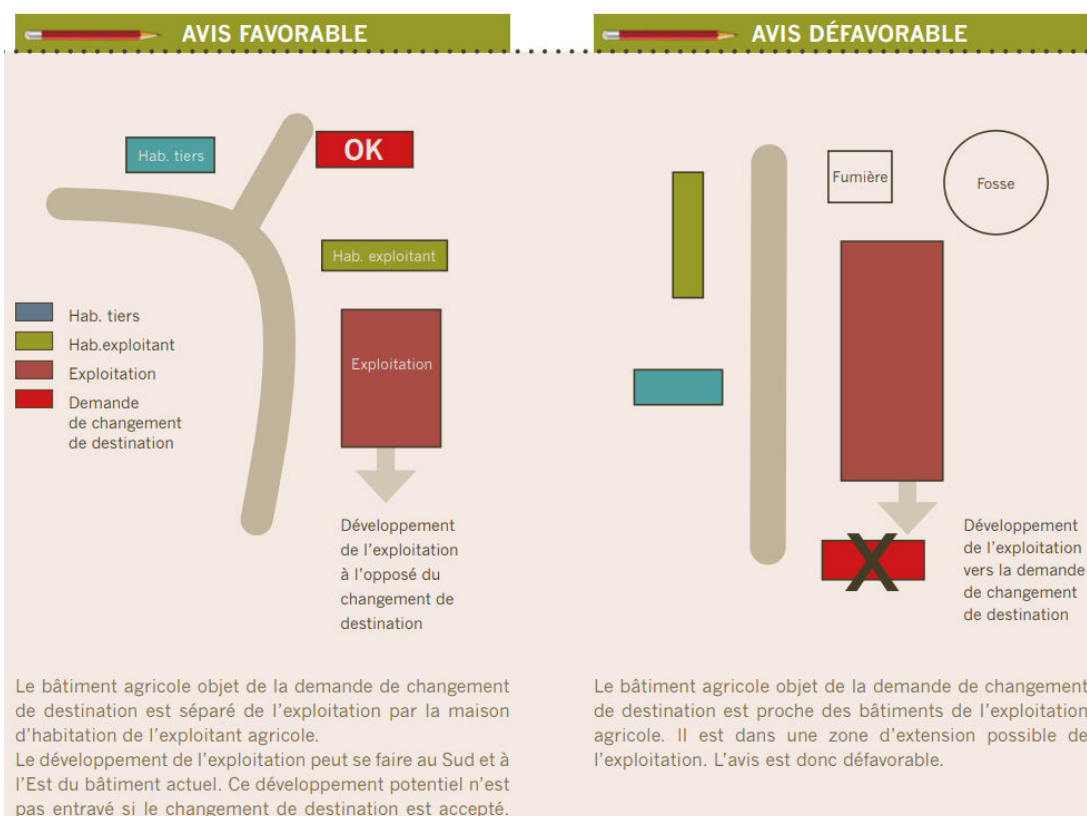 AVIS FAVORABLE
Hab. tiers
OK
Hab. exploitant
Hab. tiers
Hab.exploitant
Exploitation
Demande
de changement
de destination
Exploitation
Développement
de l'exploitation
à l'opposé du
changement de
destination
Le bâtiment agricole objet de la demande de changement
de destination est séparé de l'exploitation par la maison
d'habitation de l'exploitant agricole.
Le développement de l'exploitation peut se faire au Sud et à
l'Est du bâtiment actuel. Ce développement potentiel n'est
pas entravé si le changement de destination est accepté.
AVIS DÉFAVORABLE
Fumière
Fosse
X
Développement
de l'exploitation
vers la demande
de changement
de destination
Le bâtiment agricole objet de la demande de changement
de destination est proche des bâtiments de l'exploitation
agricole. Il est dans une zone d'extension possible de
l'exploitation. L'avis est donc défavorable.